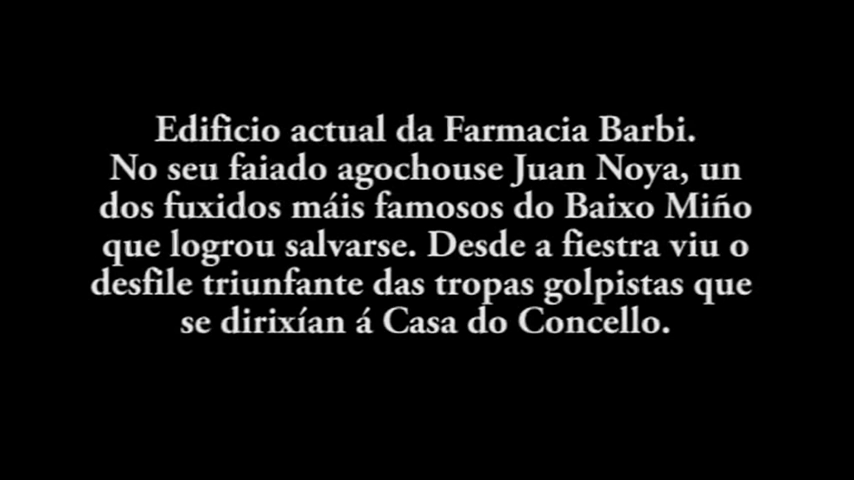 Edificio actual da Farmacia Barbi.
No seu faiado agochouse Juan Noya, un
dos fuxidos máis famosos do Baixo Miño
que logrou salvarse. Desde a fiestra viu o
desfile triunfante das tropas golpistas que
se dirixían á Casa do Concello.